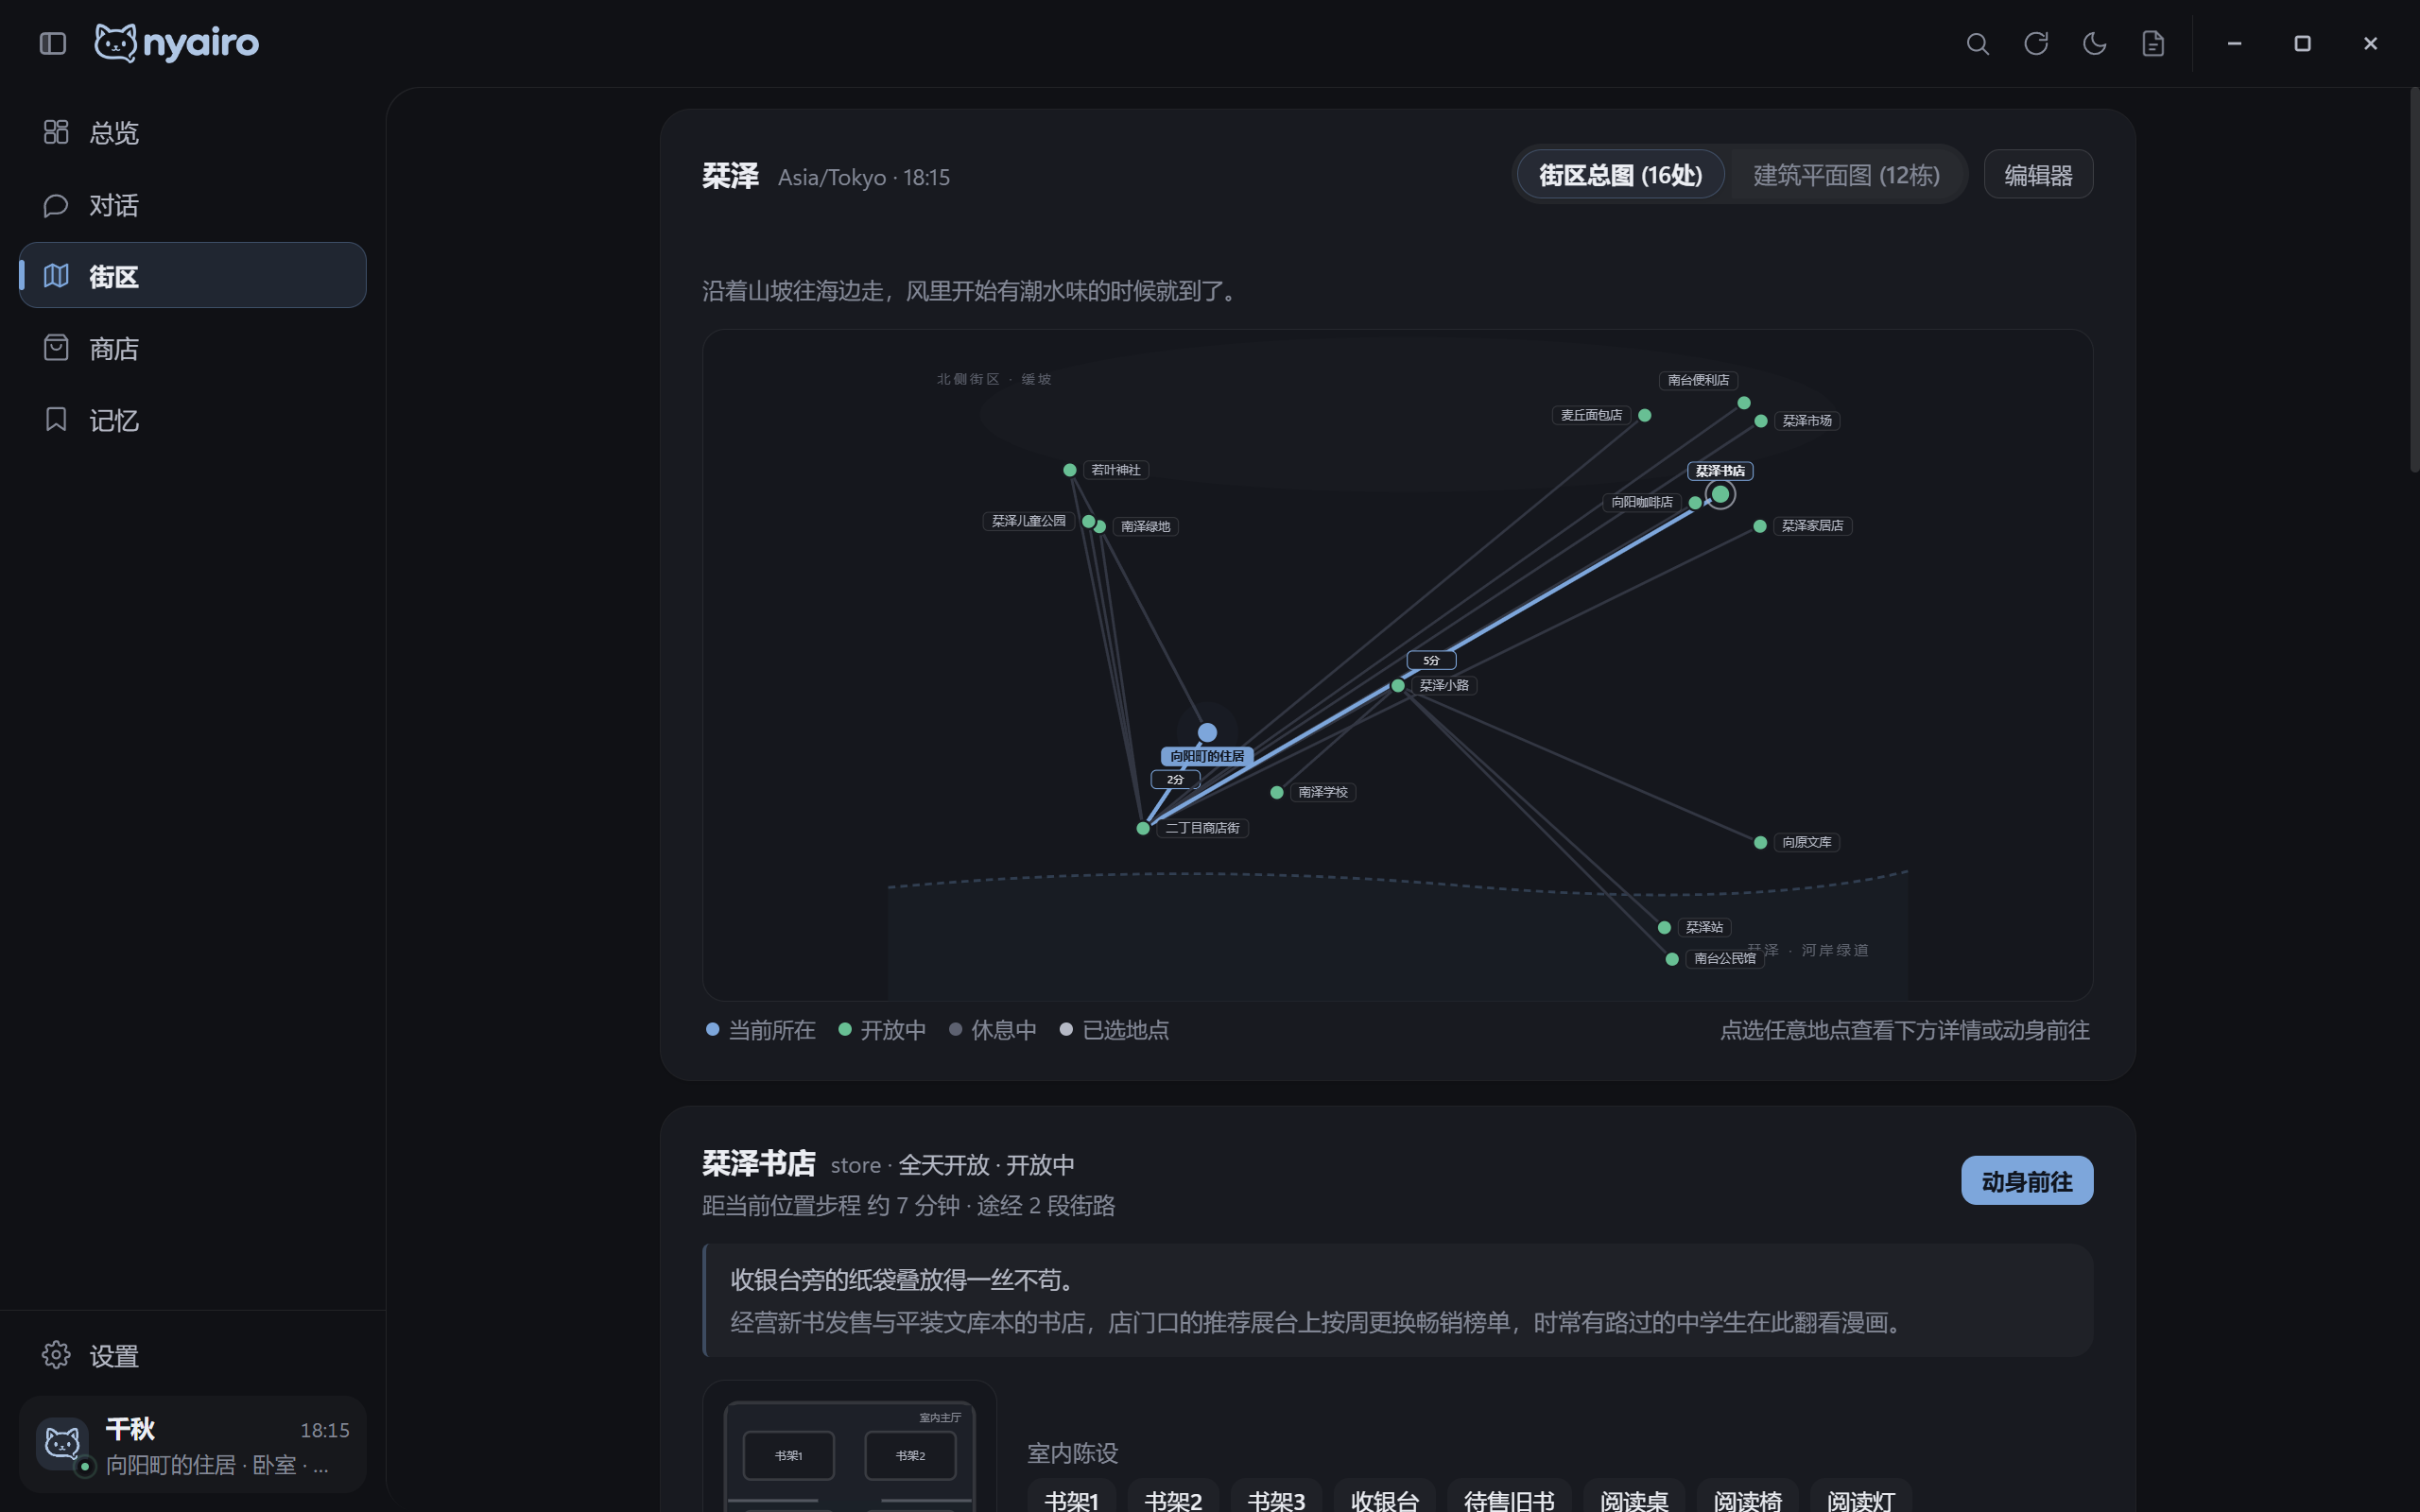 nyairo
总览
对话
街区
商店
记忆
设置
千秋
18:15
向阳町的住居 · 卧室 · ...
栞泽 Asia/Tokyo · 18:15
街区总图 (16处)
建筑平面图 (12栋)
编辑器
沿着山坡往海边走，风里开始有潮水味的时候就到了。
北侧街区 · 缓坡
南台便利店
麦丘面包店
栞泽市场
若叶神社
栞泽书店
向阳咖啡店
栞泽儿童公园
南泽绿地
栞泽家居店
5分
栞泽小路
向阳町的住居
2分
南泽学校
二丁目商店街
向原文库
栞泽站
栞泽 · 河岸绿道
南台公民馆
当前所在
开放中
休息中
已选地点
点选任意地点查看下方详情或动身前往
栞泽书店 store · 全天开放 · 开放中
距当前位置步程 约 7 分钟 · 途经 2 段街路
动身前往
收银台旁的纸袋叠放得一丝不苟。
经营新书发售与平装文库本的书店，店门口的推荐展台上按周更换畅销榜单，时常有路过的中学生在此翻看漫画。
室内主厅
书架1
书架2
室内陈设
书架1
书架2
书架3
收银台
待售旧书
阅读桌
阅读椅
阅读灯